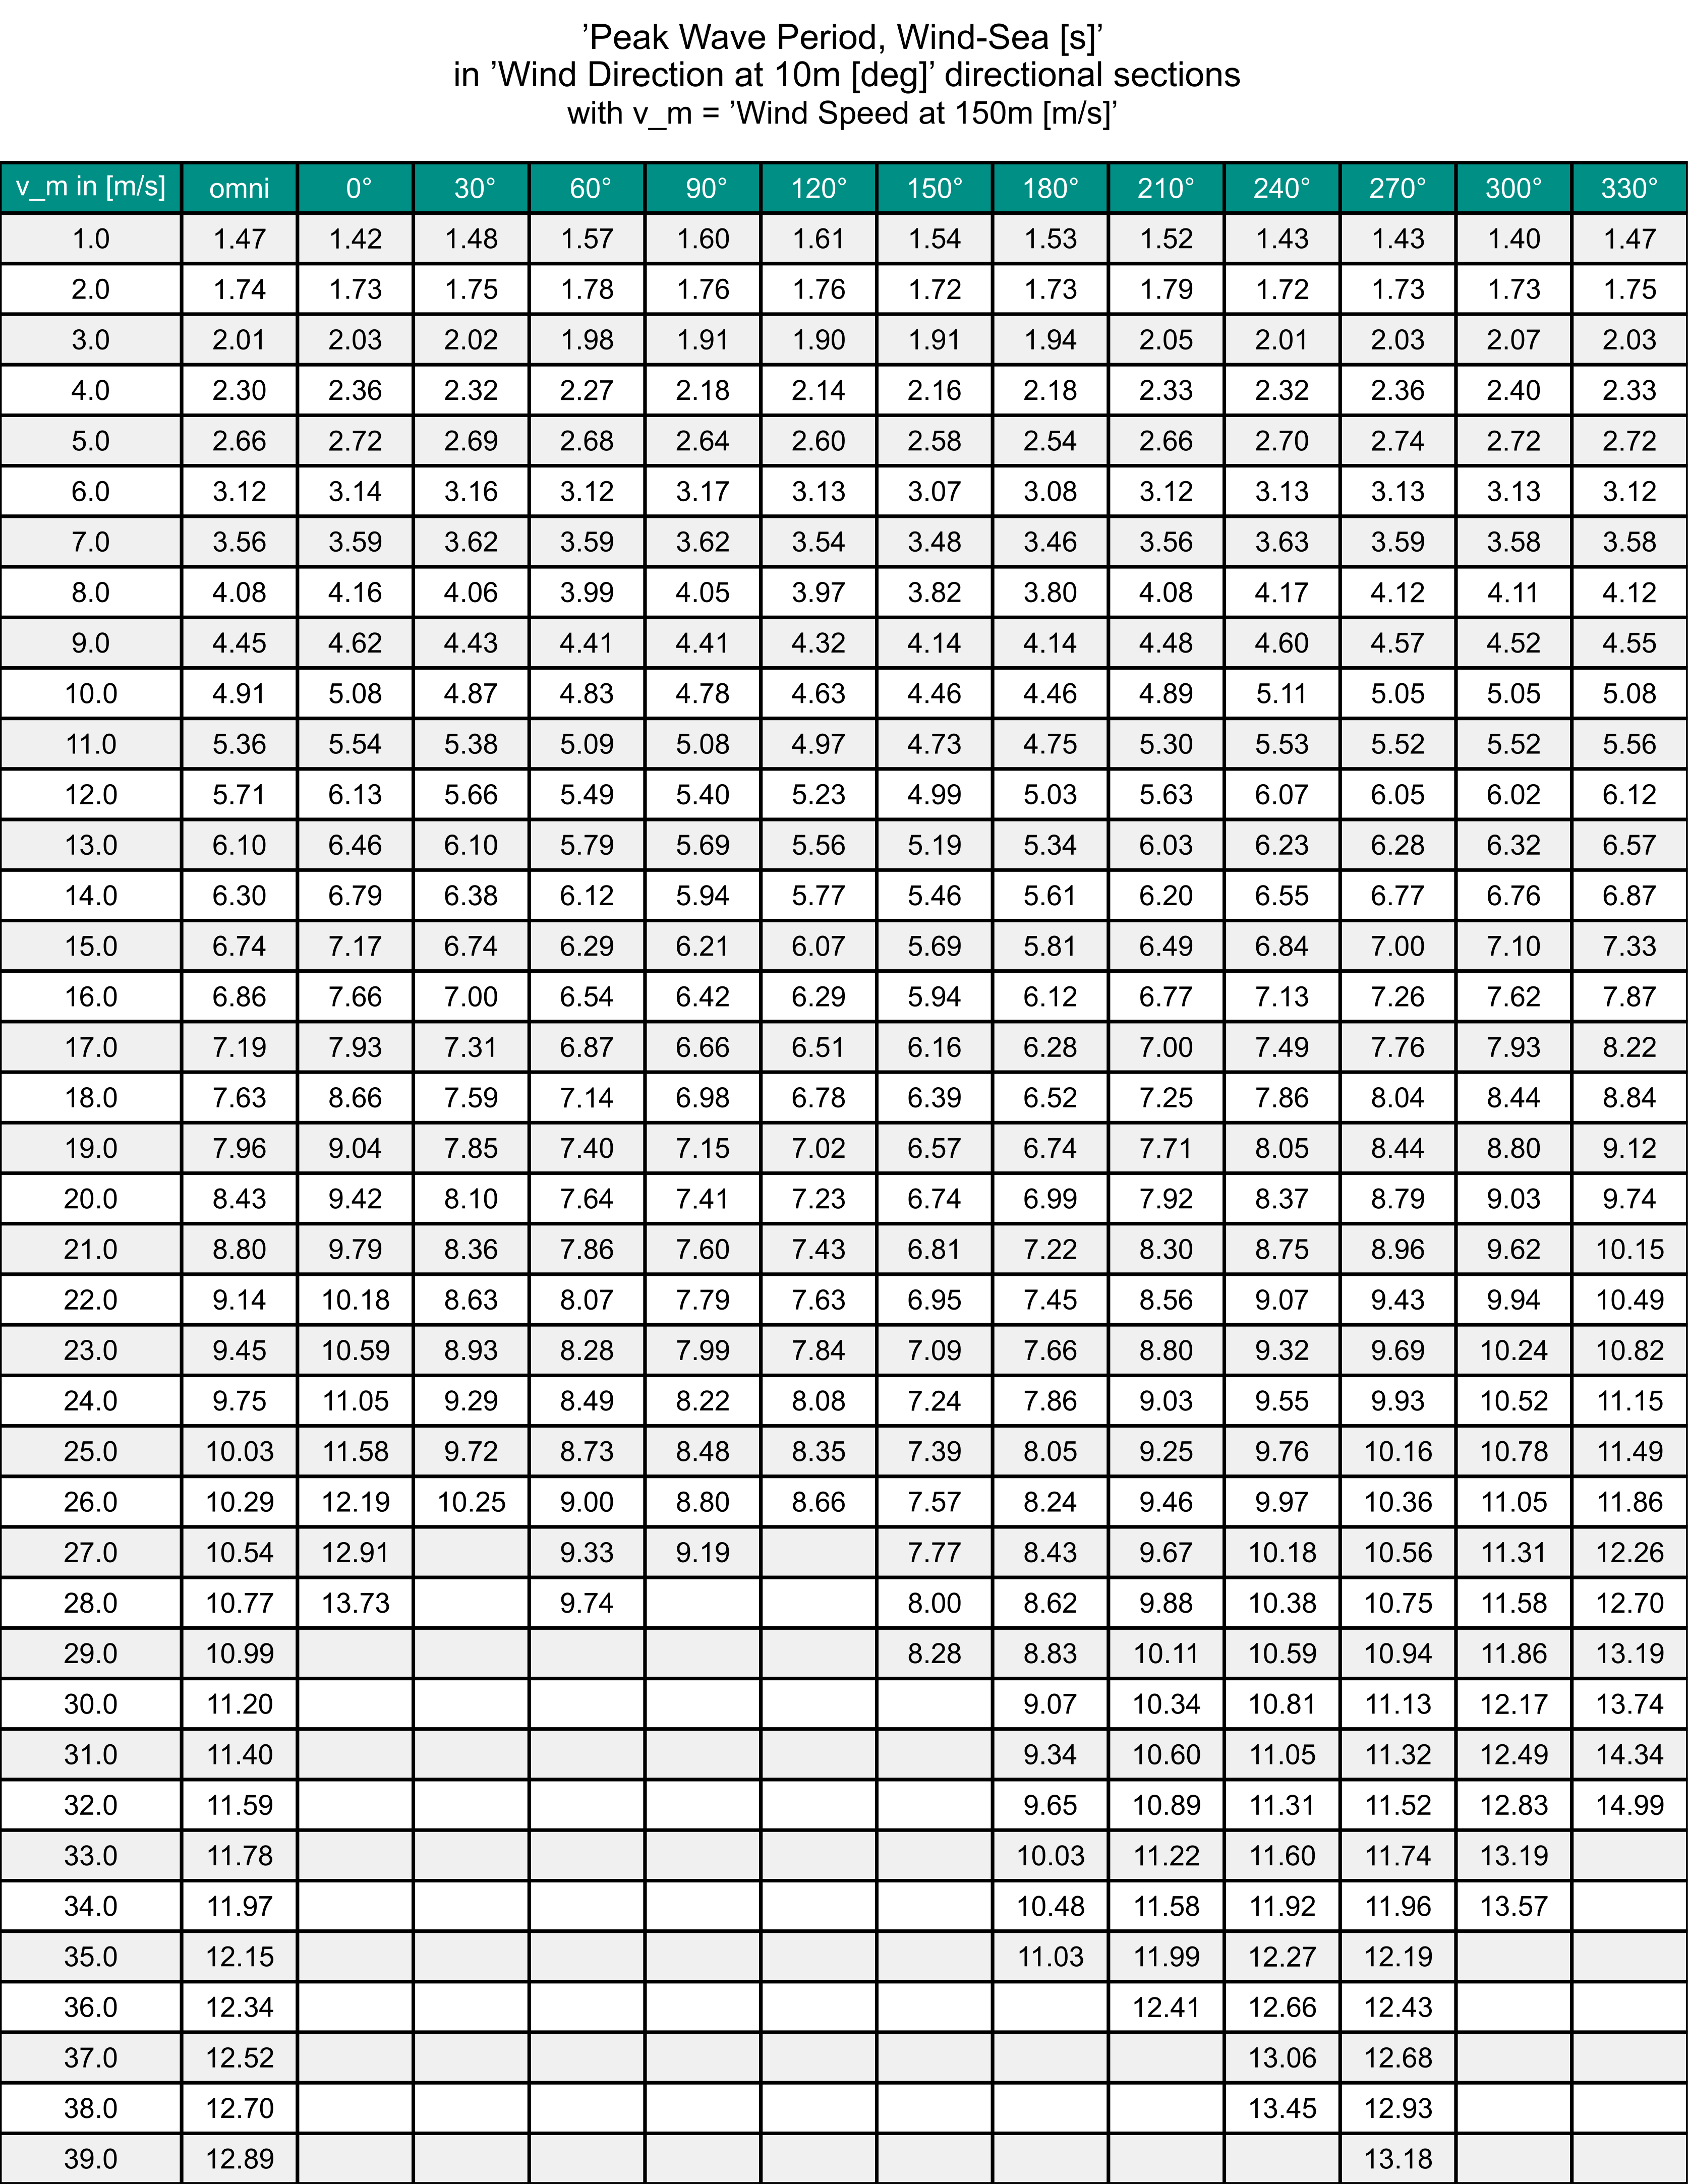 ’Peak Wave Period, Wind-Sea [s]’
in ’Wind Direction at 10m [deg]’ directional sections
with v_m = ’Wind Speed at 150m [m/s]’
v_m in [m/s] omni 0° 30° 60° 90° 120° 150° 180° 210° 240° 270° 300° 330°
1.0 1.47 1.42 1.48 1.57 1.60 1.61 1.54 1.53 1.52 1.43 1.43 1.40 1.47
2.0 1.74 1.73 1.75 1.78 1.76 1.76 1.72 1.73 1.79 1.72 1.73 1.73 1.75
3.0 2.01 2.03 2.02 1.98 1.91 1.90 1.91 1.94 2.05 2.01 2.03 2.07 2.03
4.0 2.30 2.36 2.32 2.27 2.18 2.14 2.16 2.18 2.33 2.32 2.36 2.40 2.33
5.0 2.66 2.72 2.69 2.68 2.64 2.60 2.58 2.54 2.66 2.70 2.74 2.72 2.72
6.0 3.12 3.14 3.16 3.12 3.17 3.13 3.07 3.08 3.12 3.13 3.13 3.13 3.12
7.0 3.56 3.59 3.62 3.59 3.62 3.54 3.48 3.46 3.56 3.63 3.59 3.58 3.58
8.0 4.08 4.16 4.06 3.99 4.05 3.97 3.82 3.80 4.08 4.17 4.12 4.11 4.12
9.0 4.45 4.62 4.43 4.41 4.41 4.32 4.14 4.14 4.48 4.60 4.57 4.52 4.55
10.0 4.91 5.08 4.87 4.83 4.78 4.63 4.46 4.46 4.89 5.11 5.05 5.05 5.08
11.0 5.36 5.54 5.38 5.09 5.08 4.97 4.73 4.75 5.30 5.53 5.52 5.52 5.56
12.0 5.71 6.13 5.66 5.49 5.40 5.23 4.99 5.03 5.63 6.07 6.05 6.02 6.12
13.0 6.10 6.46 6.10 5.79 5.69 5.56 5.19 5.34 6.03 6.23 6.28 6.32 6.57
14.0 6.30 6.79 6.38 6.12 5.94 5.77 5.46 5.61 6.20 6.55 6.77 6.76 6.87
15.0 6.74 7.17 6.74 6.29 6.21 6.07 5.69 5.81 6.49 6.84 7.00 7.10 7.33
16.0 6.86 7.66 7.00 6.54 6.42 6.29 5.94 6.12 6.77 7.13 7.26 7.62 7.87
17.0 7.19 7.93 7.31 6.87 6.66 6.51 6.16 6.28 7.00 7.49 7.76 7.93 8.22
18.0 7.63 8.66 7.59 7.14 6.98 6.78 6.39 6.52 7.25 7.86 8.04 8.44 8.84
19.0 7.96 9.04 7.85 7.40 7.15 7.02 6.57 6.74 7.71 8.05 8.44 8.80 9.12
20.0 8.43 9.42 8.10 7.64 7.41 7.23 6.74 6.99 7.92 8.37 8.79 9.03 9.74
21.0 8.80 9.79 8.36 7.86 7.60 7.43 6.81 7.22 8.30 8.75 8.96 9.62 10.15
22.0 9.14 10.18 8.63 8.07 7.79 7.63 6.95 7.45 8.56 9.07 9.43 9.94 10.49
23.0 9.45 10.59 8.93 8.28 7.99 7.84 7.09 7.66 8.80 9.32 9.69 10.24 10.82
24.0 9.75 11.05 9.29 8.49 8.22 8.08 7.24 7.86 9.03 9.55 9.93 10.52 11.15
25.0 10.03 11.58 9.72 8.73 8.48 8.35 7.39 8.05 9.25 9.76 10.16 10.78 11.49
26.0 10.29 12.19 10.25 9.00 8.80 8.66 7.57 8.24 9.46 9.97 10.36 11.05 11.86
27.0 10.54 12.91 9.33 9.19 7.77 8.43 9.67 10.18 10.56 11.31 12.26
28.0 10.77 13.73 9.74 8.00 8.62 9.88 10.38 10.75 11.58 12.70
29.0 10.99 8.28 8.83 10.11 10.59 10.94 11.86 13.19
30.0 11.20 9.07 10.34 10.81 11.13 12.17 13.74
31.0 11.40 9.34 10.60 11.05 11.32 12.49 14.34
32.0 11.59 9.65 10.89 11.31 11.52 12.83 14.99
33.0 11.78 10.03 11.22 11.60 11.74 13.19
34.0 11.97 10.48 11.58 11.92 11.96 13.57
35.0 12.15 11.03 11.99 12.27 12.19
36.0 12.34 12.41 12.66 12.43
37.0 12.52 13.06 12.68
38.0 12.70 13.45 12.93
39.0 12.89 13.18